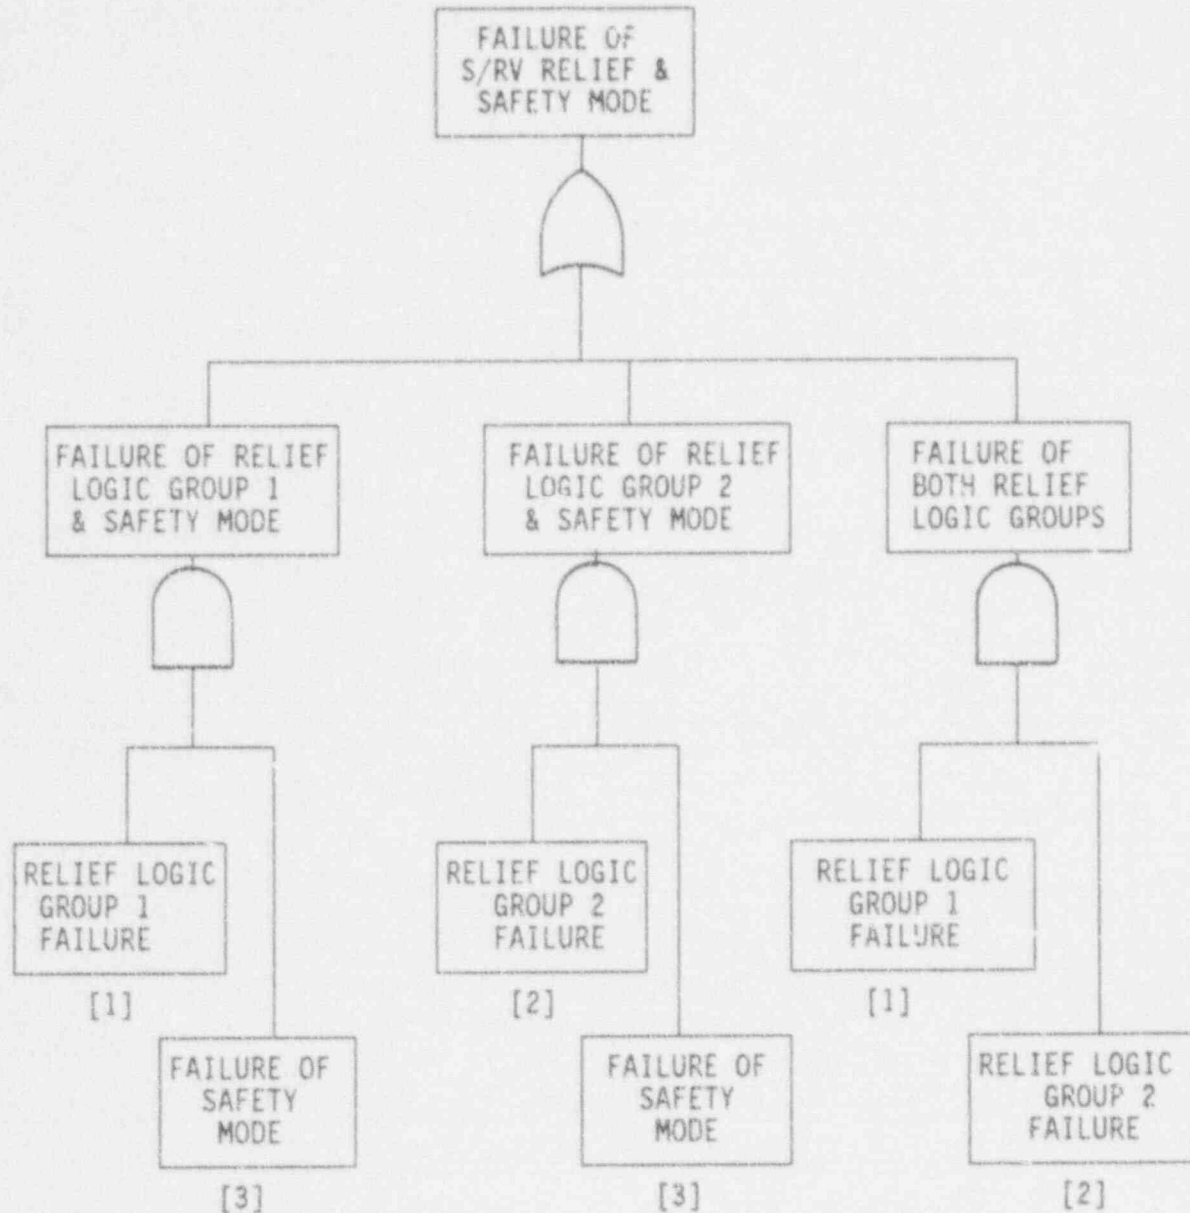 FAILURE OF
S/RV RELIEF &
SAFETY MODE
FAILURE OF RELIEF
LOGIC GROUP 1
& SAFETY MODE
FAILURE OF RELIEF
LOGIC GROUP 2
& SAFETY MODE
FAILURE OF
BOTH RELIEF
LOGIC GROUPS
RELIEF LOGIC
GROUP 1
FAILURE
[1]
FAILURE OF
SAFETY
MODE
[3]
RELIEF LOGIC
GROUP 2
FAILURE
[2]
FAILURE OF
SAFETY
MODE
[3]
RELIEF LOGIC
GROUP 1
FAILURE
[1]
RELIEF LOGIC
GROUP 2
FAILURE
[2]